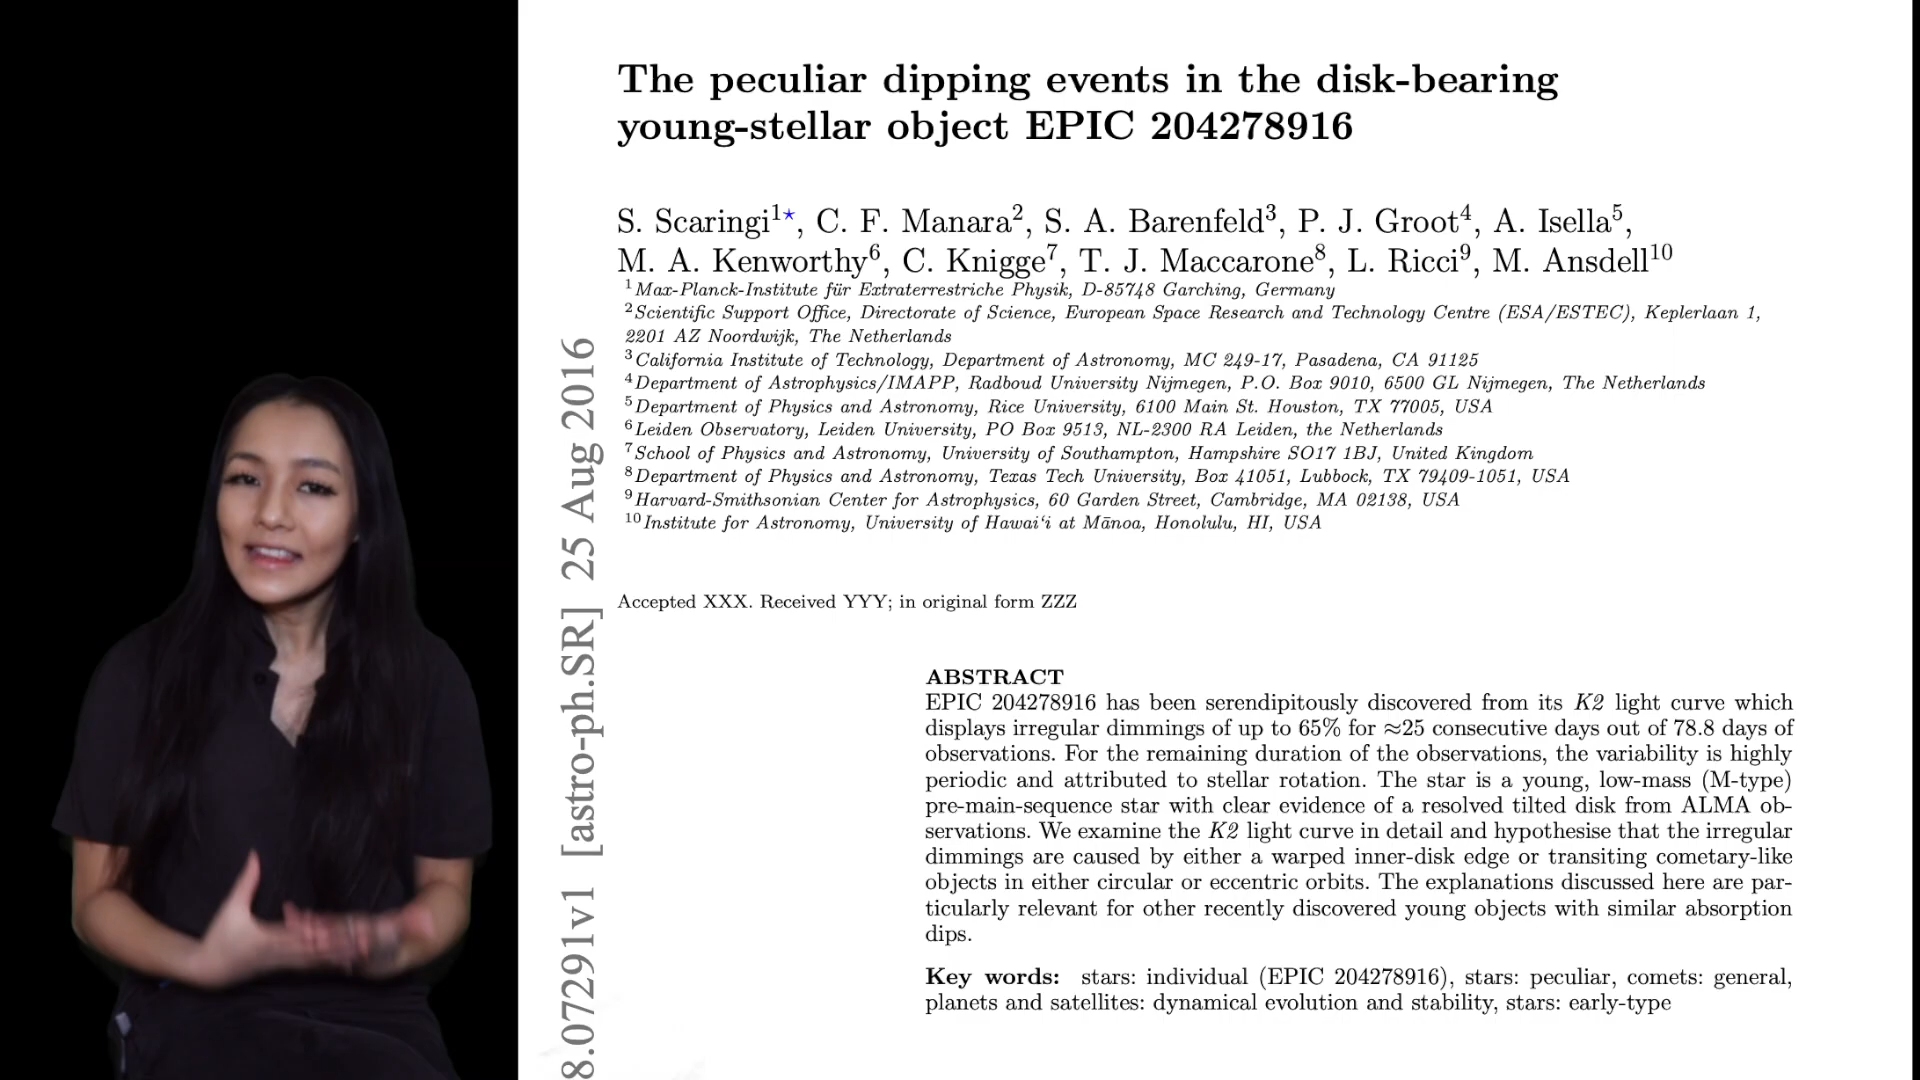 The peculiar dipping events in the disk-bearing
young-stellar object EPIC 204278916
S. Scaringi1⋆, C. F. Manara2, S. A. Barenfeld3, P. J. Groot4, A. Isella5,
M. A. Kenworthy6, C. Knigge7, T. J. Maccarone8, L. Ricci9, M. Ansdell10
1Max-Planck-Institute für Extraterrestriche Physik, D-85748 Garching, Germany
2Scientific Support Office, Directorate of Science, European Space Research and Technology Centre (ESA/ESTEC), Keplerlaan 1,
2201 AZ Noordwijk, The Netherlands
3California Institute of Technology, Department of Astronomy, MC 249-17, Pasadena, CA 91125
4Department of Astrophysics/IMAPP, Radboud University Nijmegen, P.O. Box 9010, 6500 GL Nijmegen, The Netherlands
5Department of Physics and Astronomy, Rice University, 6100 Main St. Houston, TX 77005, USA
6Leiden Observatory, Leiden University, PO Box 9513, NL-2300 RA Leiden, the Netherlands
7School of Physics and Astronomy, University of Southampton, Hampshire SO17 1BJ, United Kingdom
8Department of Physics and Astronomy, Texas Tech University, Box 41051, Lubbock, TX 79409-1051, USA
9Harvard-Smithsonian Center for Astrophysics, 60 Garden Street, Cambridge, MA 02138, USA
10Institute for Astronomy, University of Hawai‘i at Mānoa, Honolulu, HI, USA
Accepted XXX. Received YYY; in original form ZZZ
ABSTRACT
EPIC 204278916 has been serendipitously discovered from its K2 light curve which
displays irregular dimmings of up to 65% for ≈25 consecutive days out of 78.8 days of
observations. For the remaining duration of the observations, the variability is highly
periodic and attributed to stellar rotation. The star is a young, low-mass (M-type)
pre-main-sequence star with clear evidence of a resolved tilted disk from ALMA ob-
servations. We examine the K2 light curve in detail and hypothesise that the irregular
dimmings are caused by either a warped inner-disk edge or transiting cometary-like
objects in either circular or eccentric orbits. The explanations discussed here are par-
ticularly relevant for other recently discovered young objects with similar absorption
dips.
Key words: stars: individual (EPIC 204278916), stars: peculiar, comets: general,
planets and satellites: dynamical evolution and stability, stars: early-type
8.07291v1 [astro-ph.SR] 25 Aug 2016